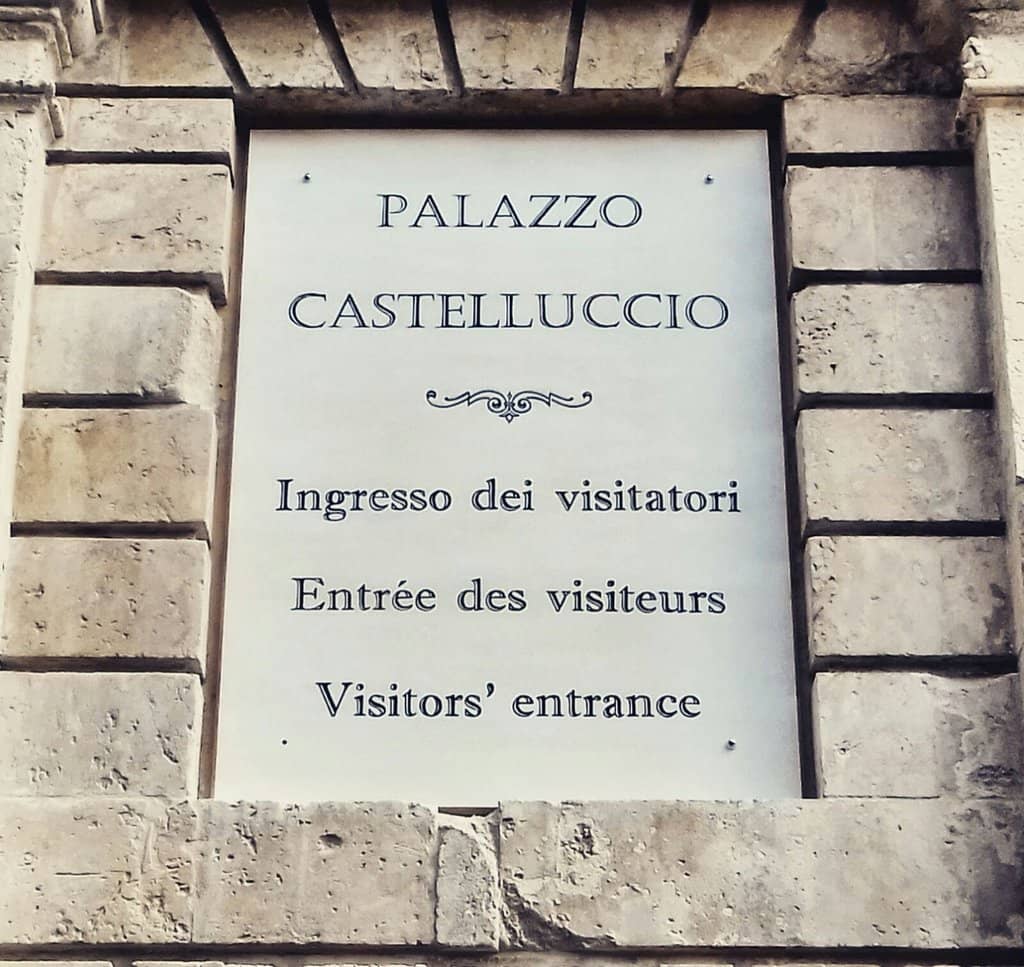 PALAZZO
CASTELLUCCIO
Ingresso dei visitatori
Entrée des visiteurs
Visitors’ entrance